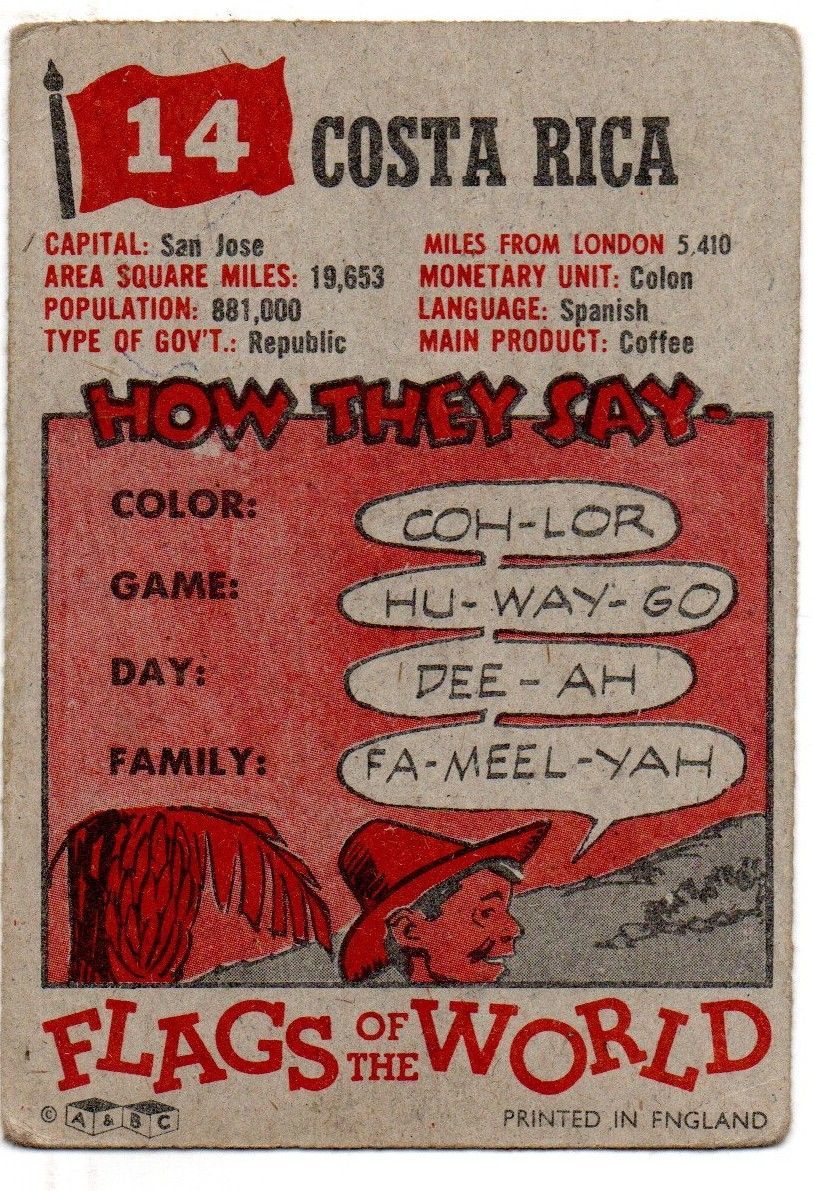 14 COSTA RICA
CAPITAL: San Jose MILES FROM LONDON 5,410
AREA SQUARE MILES: 19,653 MONETARY UNIT: Colon
POPULATION: 881,000 LANGUAGE: Spanish
TYPE OF GOV'T.: Republic MAIN PRODUCT: Coffee
HOW THEY SAY-
COLOR: COH-LOR
GAME: HU-WAY-GO
DAY: DEE-AH
FAMILY: FA-MEEL-YAH
FLAGS OF THE WORLD
© A & B C PRINTED IN ENGLAND